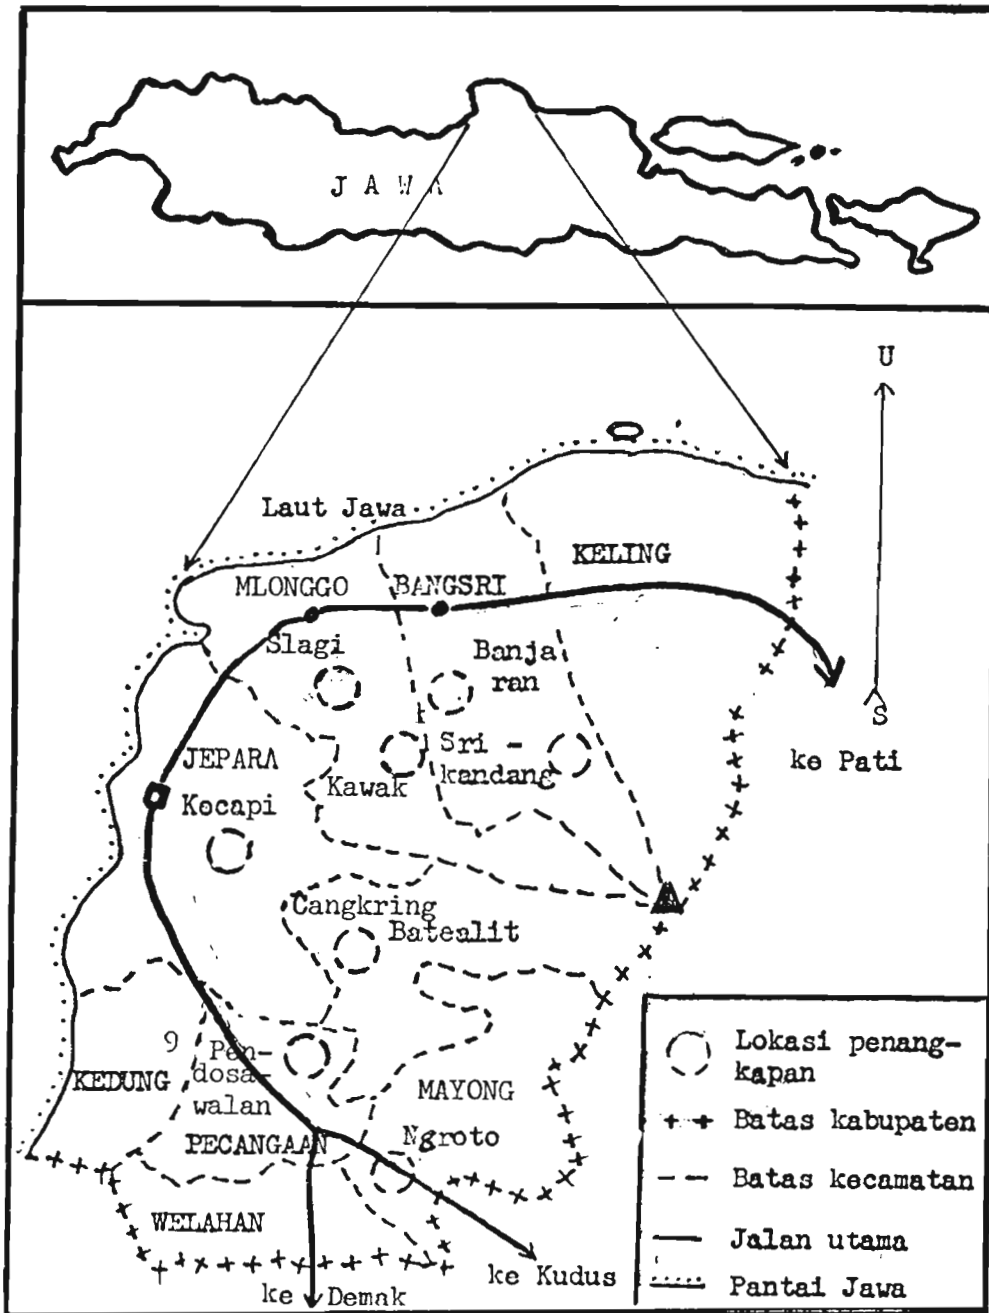 J A W A
U
Laut Jawa
KELING
MLONGGO
BANGSRI
Slagi
Banja
ran
S
JEPARA
Sri -
kandang
ke Pati
Kawak
Kecapi
Cangkring
Batealit
9
Pen-
dosa-
walan
KEDUNG
MAYONG
PECANGAAN
Ngroto
WELAHAN
ke Kudus
ke Demak
Lokasi penang-
kapan
Batas kabupaten
Batas kecamatan
Jalan utama
Pantai Jawa